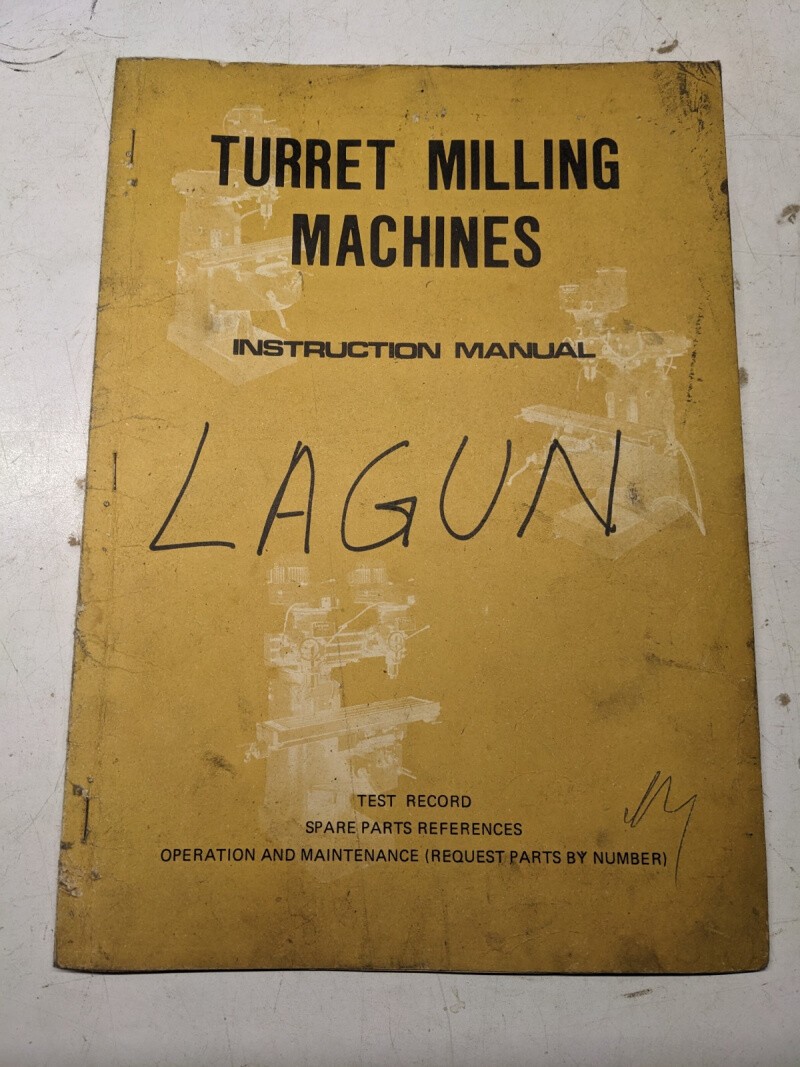 TURRET MILLING
MACHINES
INSTRUCTION MANUAL
LAGUN
TEST RECORD
SPARE PARTS REFERENCES
OPERATION AND MAINTENANCE (REQUEST PARTS BY NUMBER)